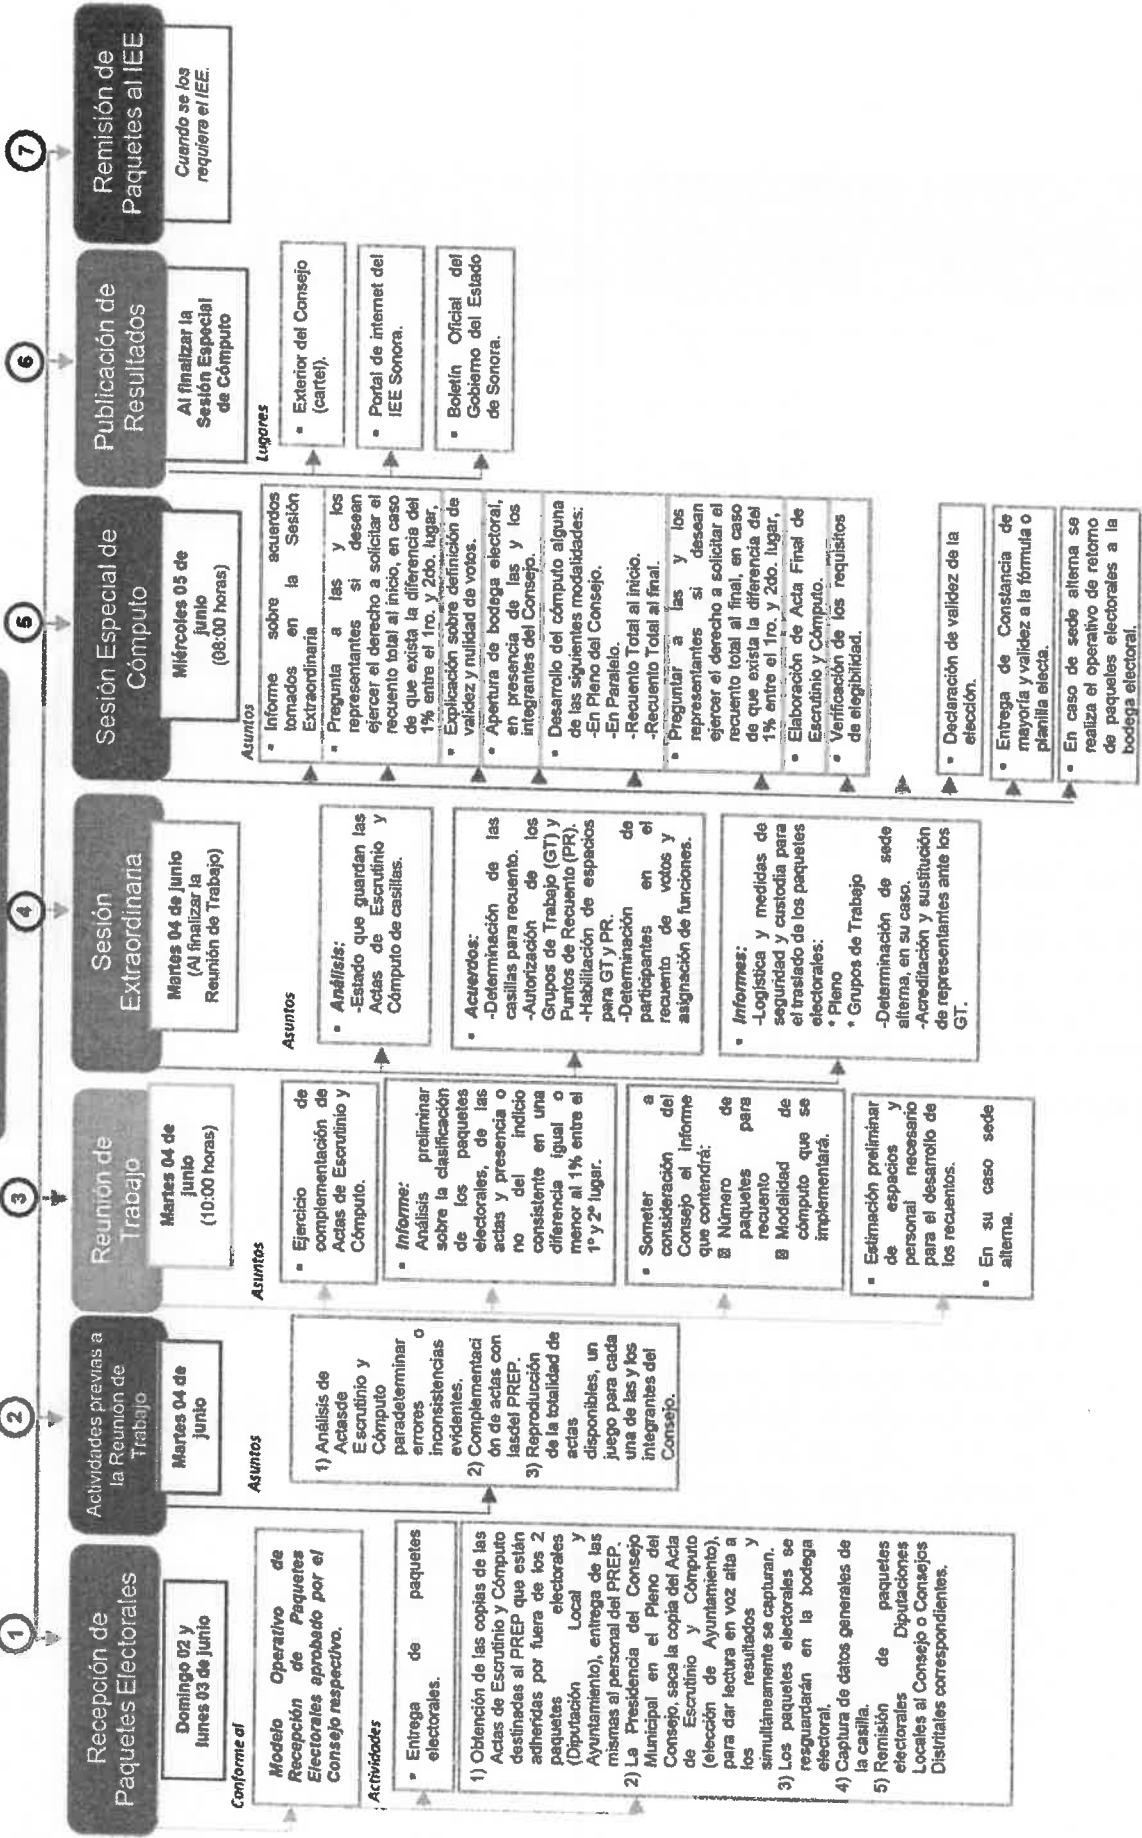 1
Recepción de
Paquetes Electorales
Domingo 02 y
lunes 03 de junio
Conforme al
Modelo Operativo de
Recepción de Paquetes
Electorales aprobado por el
Consejo respectivo.
Actividades
• Entrega de paquetes
electorales.
1) Obtención de las copias de las
Actas de Escrutinio y Cómputo
destinadas al PREP que están
adheridas por fuera de los 2
paquetes electorales
(Diputación Local y
Ayuntamiento), entrega de las
mismas al personal del PREP.
2) La Presidencia del Consejo
Municipal en el Pleno del
Consejo, saca la copia del Acta
de Escrutinio y Cómputo
(elección de Ayuntamiento),
para dar lectura en voz alta a
los resultados y
simultáneamente se capturan.
3) Los paquetes electorales se
resguardarán en la bodega
electoral.
4) Captura de datos generales de
la casilla.
5) Remisión de paquetes
electorales Diputaciones
Locales al Consejo o Consejos
Distritales correspondientes.
2
Actividades previas a
la Reunión de
Trabajo
Martes 04 de
junio
Asuntos
1) Análisis de
Actasde
Escrutinio y
Cómputo
paradeterminar
errores o
inconsistencias
evidentes.
2) Complementaci
ón de actas con
lasdel PREP.
3) Reproducción
de la totalidad de
actas
disponibles, un
juego para cada
una de las y los
integrantes del
Consejo.
3
Reunión de
Trabajo
Martes 04 de
junio
(10:00 horas)
Asuntos
• Ejercicio de
complementación de
Actas de Escrutinio y
Cómputo.
• Informe:
Análisis preliminar
sobre la clasificación
de los paquetes
electorales, de las
actas y presencia o
no del indicio
consistente en una
diferencia igual o
menor al 1% entre el
1º y 2º lugar.
• Someter a
consideración del
Consejo el informe
que contendrá:
Número de
paquetes para
recuento
Modalidad de
cómputo que se
implementará.
• Estimación preliminar
de espacios y
personal necesario
para el desarrollo de
los recuentos.
• En su caso sede
alterna.
4
Sesión
Extraordinaria
Martes 04 de junio
(Al finalizar la
Reunión de Trabajo)
Asuntos
• Análisis:
-Estado que guardan las
Actas de Escrutinio y
Cómputo de casillas.
• Acuerdos:
-Determinación de las
casillas para recuento.
-Autorización de los
Grupos de Trabajo (GT) y
Puntos de Recuento (PR).
-Habilitación de espacios
para GT y PR.
-Determinación de
participantes en el
recuento de votos y
asignación de funciones.
• Informes:
-Logística y medidas de
seguridad y custodia para
el traslado de los paquetes
electorales:
* Pleno
* Grupos de Trabajo
-Determinación de sede
alterna, en su caso.
-Acreditación y sustitución
de representantes ante los
GT.
5
Sesión Especial de
Cómputo
Miércoles 05 de
junio
(08:00 horas)
Asuntos
• Informe sobre acuerdos
tomados en la Sesión
Extraordinaria
• Pregunta a las y los
representantes si desean
ejercer el derecho a solicitar el
recuento total al inicio, en caso
de que exista la diferencia del
1% entre el 1ro. y 2do. lugar,
• Explicación sobre definición de
validez y nulidad de votos.
• Apertura de bodega electoral,
en presencia de las y los
integrantes del Consejo.
• Desarrollo del cómputo alguna
de las siguientes modalidades:
-En Pleno del Consejo.
-En Paralelo.
-Recuento Total al inicio.
-Recuento Total al final.
• Preguntar a las y los
representantes si desean
ejercer el derecho a solicitar el
recuento total al final, en caso
de que exista la diferencia del
1% entre el 1ro. y 2do. lugar,
• Elaboración de Acta Final de
Escrutinio y Cómputo.
• Verificación de los requisitos
de elegibilidad.
• Declaración de validez de la
elección.
• Entrega de Constancia de
mayoría y validez a la fórmula o
planilla electa.
• En caso de sede alterna se
realiza el operativo de retorno
de paquetes electorales a la
bodega electoral.
6
Publicación de
Resultados
Al finalizar la
Sesión Especial
de Cómputo
Lugares
• Exterior del Consejo
(cartel).
• Portal de internet del
IEE Sonora.
• Boletín Oficial del
Gobierno del Estado
de Sonora.
7
Remisión de
Paquetes al IEE
Cuando se los
requiera el IEE.